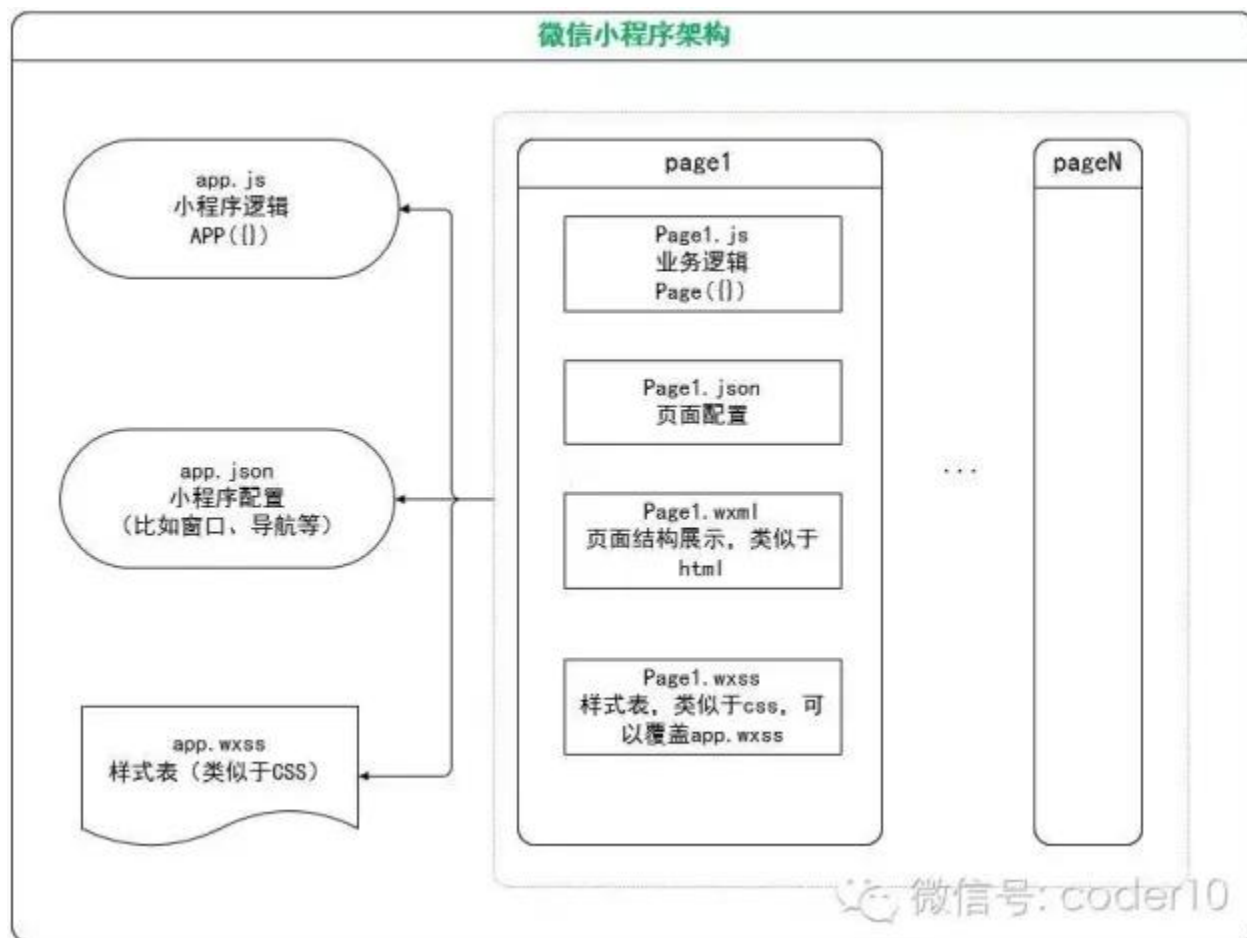 微信小程序架构
app.js
小程序逻辑
APP({})
app.json
小程序配置
（比如窗口、导航等）
app.wxss
样式表（类似于CSS）
page1
Page1.js
业务逻辑
Page({})
Page1.json
页面配置
Page1.wxml
页面结构展示，类似于
html
Page1.wxss
样式表，类似于css，可
以覆盖app.wxss
...
pageN
微信号: coder10